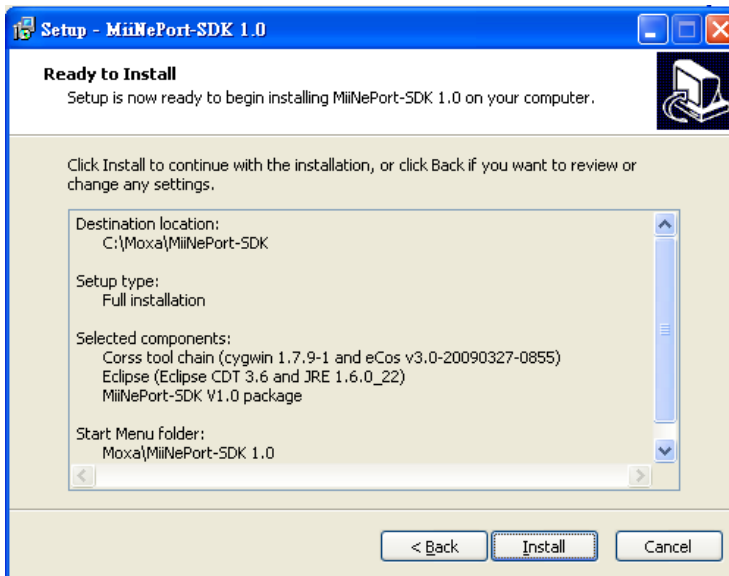 Setup - MiiNePort-SDK 1.0
Ready to Install
Setup is now ready to begin installing MiiNePort-SDK 1.0 on your computer.
Click Install to continue with the installation, or click Back if you want to review or
change any settings.
Destination location:
C:\Moxa\MiiNePort-SDK
Setup type:
Full installation
Selected components:
Corss tool chain (cygwin 1.7.9-1 and eCos v3.0-20090327-0855)
Eclipse (Eclipse CDT 3.6 and JRE 1.6.0_22)
MiiNePort-SDK V1.0 package
Start Menu folder:
Moxa\MiiNePort-SDK 1.0
< Back Install Cancel